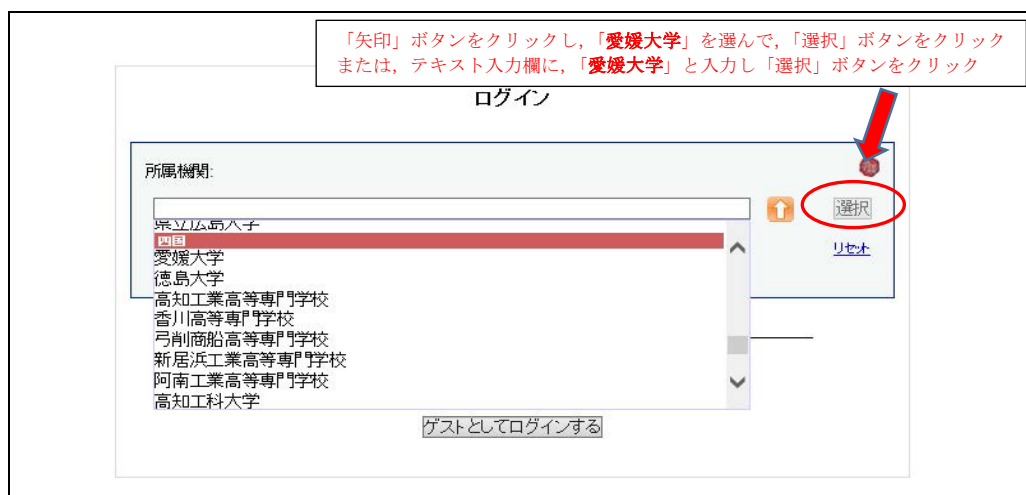 「矢印」ボタンをクリックし，「愛媛大学」を選んで，「選択」ボタンをクリック
または，テキスト入力欄に，「愛媛大学」と入力し「選択」ボタンをクリック
ログイン
所属機関:
選択
県立広島大学
四国
リセット
愛媛大学
徳島大学
高知工業高等専門学校
香川高等専門学校
弓削商船高等専門学校
新居浜工業高等専門学校
阿南工業高等専門学校
高知工科大学
ゲストとしてログインする